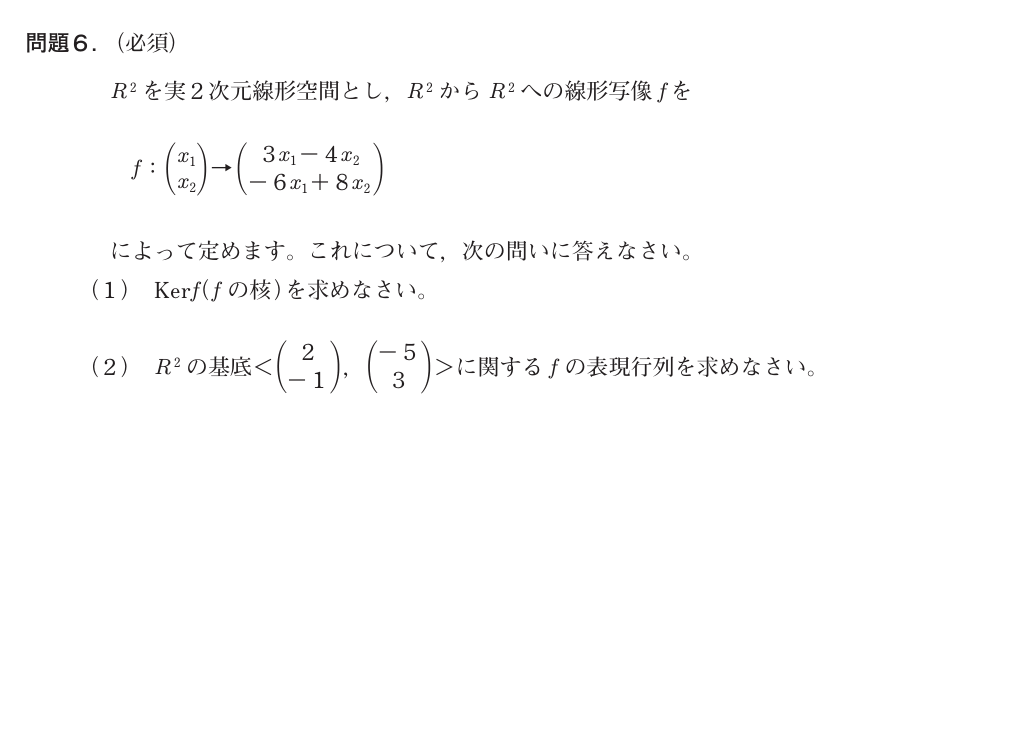 問題６．（必須）
R² を実２次元線形空間とし，R² から R² への線形写像 f を
f：(x₁ x₂)→(３x₁－４x₂ －６x₁＋８x₂)
によって定めます。これについて，次の問いに答えなさい。
（１） Kerf(f の核)を求めなさい。
（２） R² の基底＜(２ －１)，(－５ ３)＞に関する f の表現行列を求めなさい。